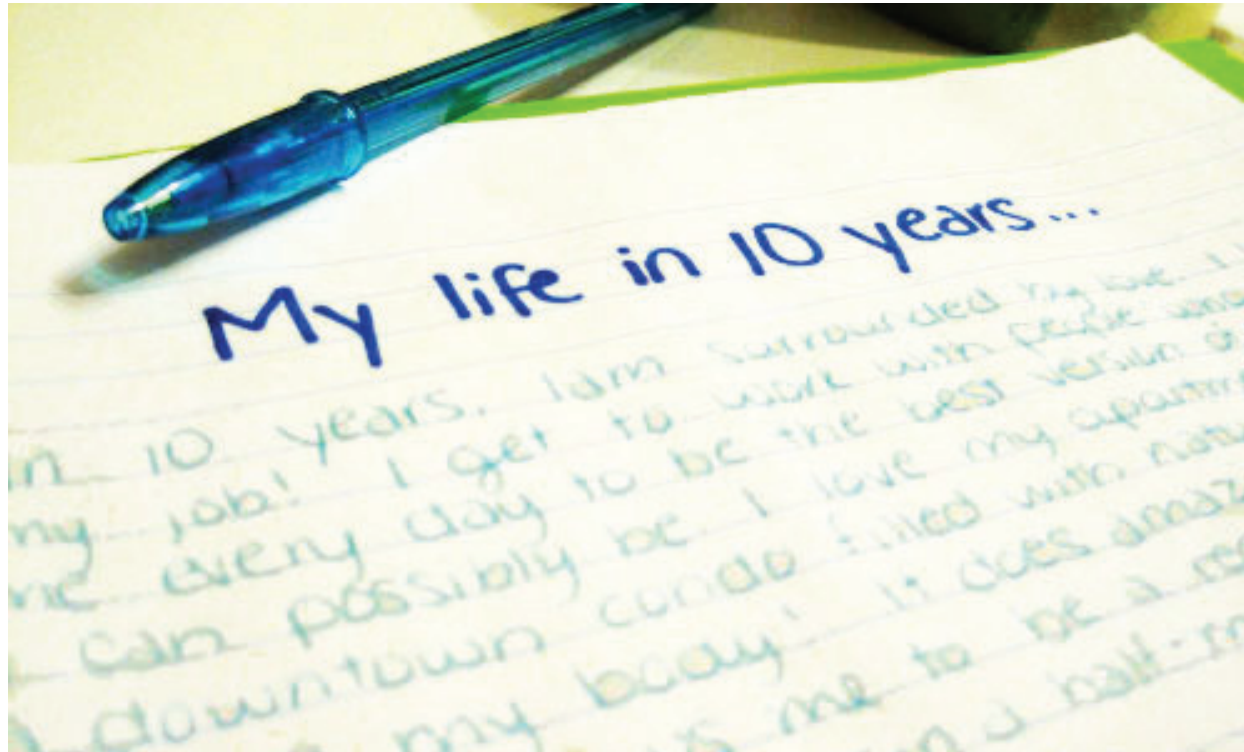 My life in 10 years...
in 10 years, I am surrounded by love. I
my job! I get to work with people who
me every day to be the best version of
I can possibly be I love my apartm
downtown condo filled with natu
my body! It does amaz
me to be a re
half-m